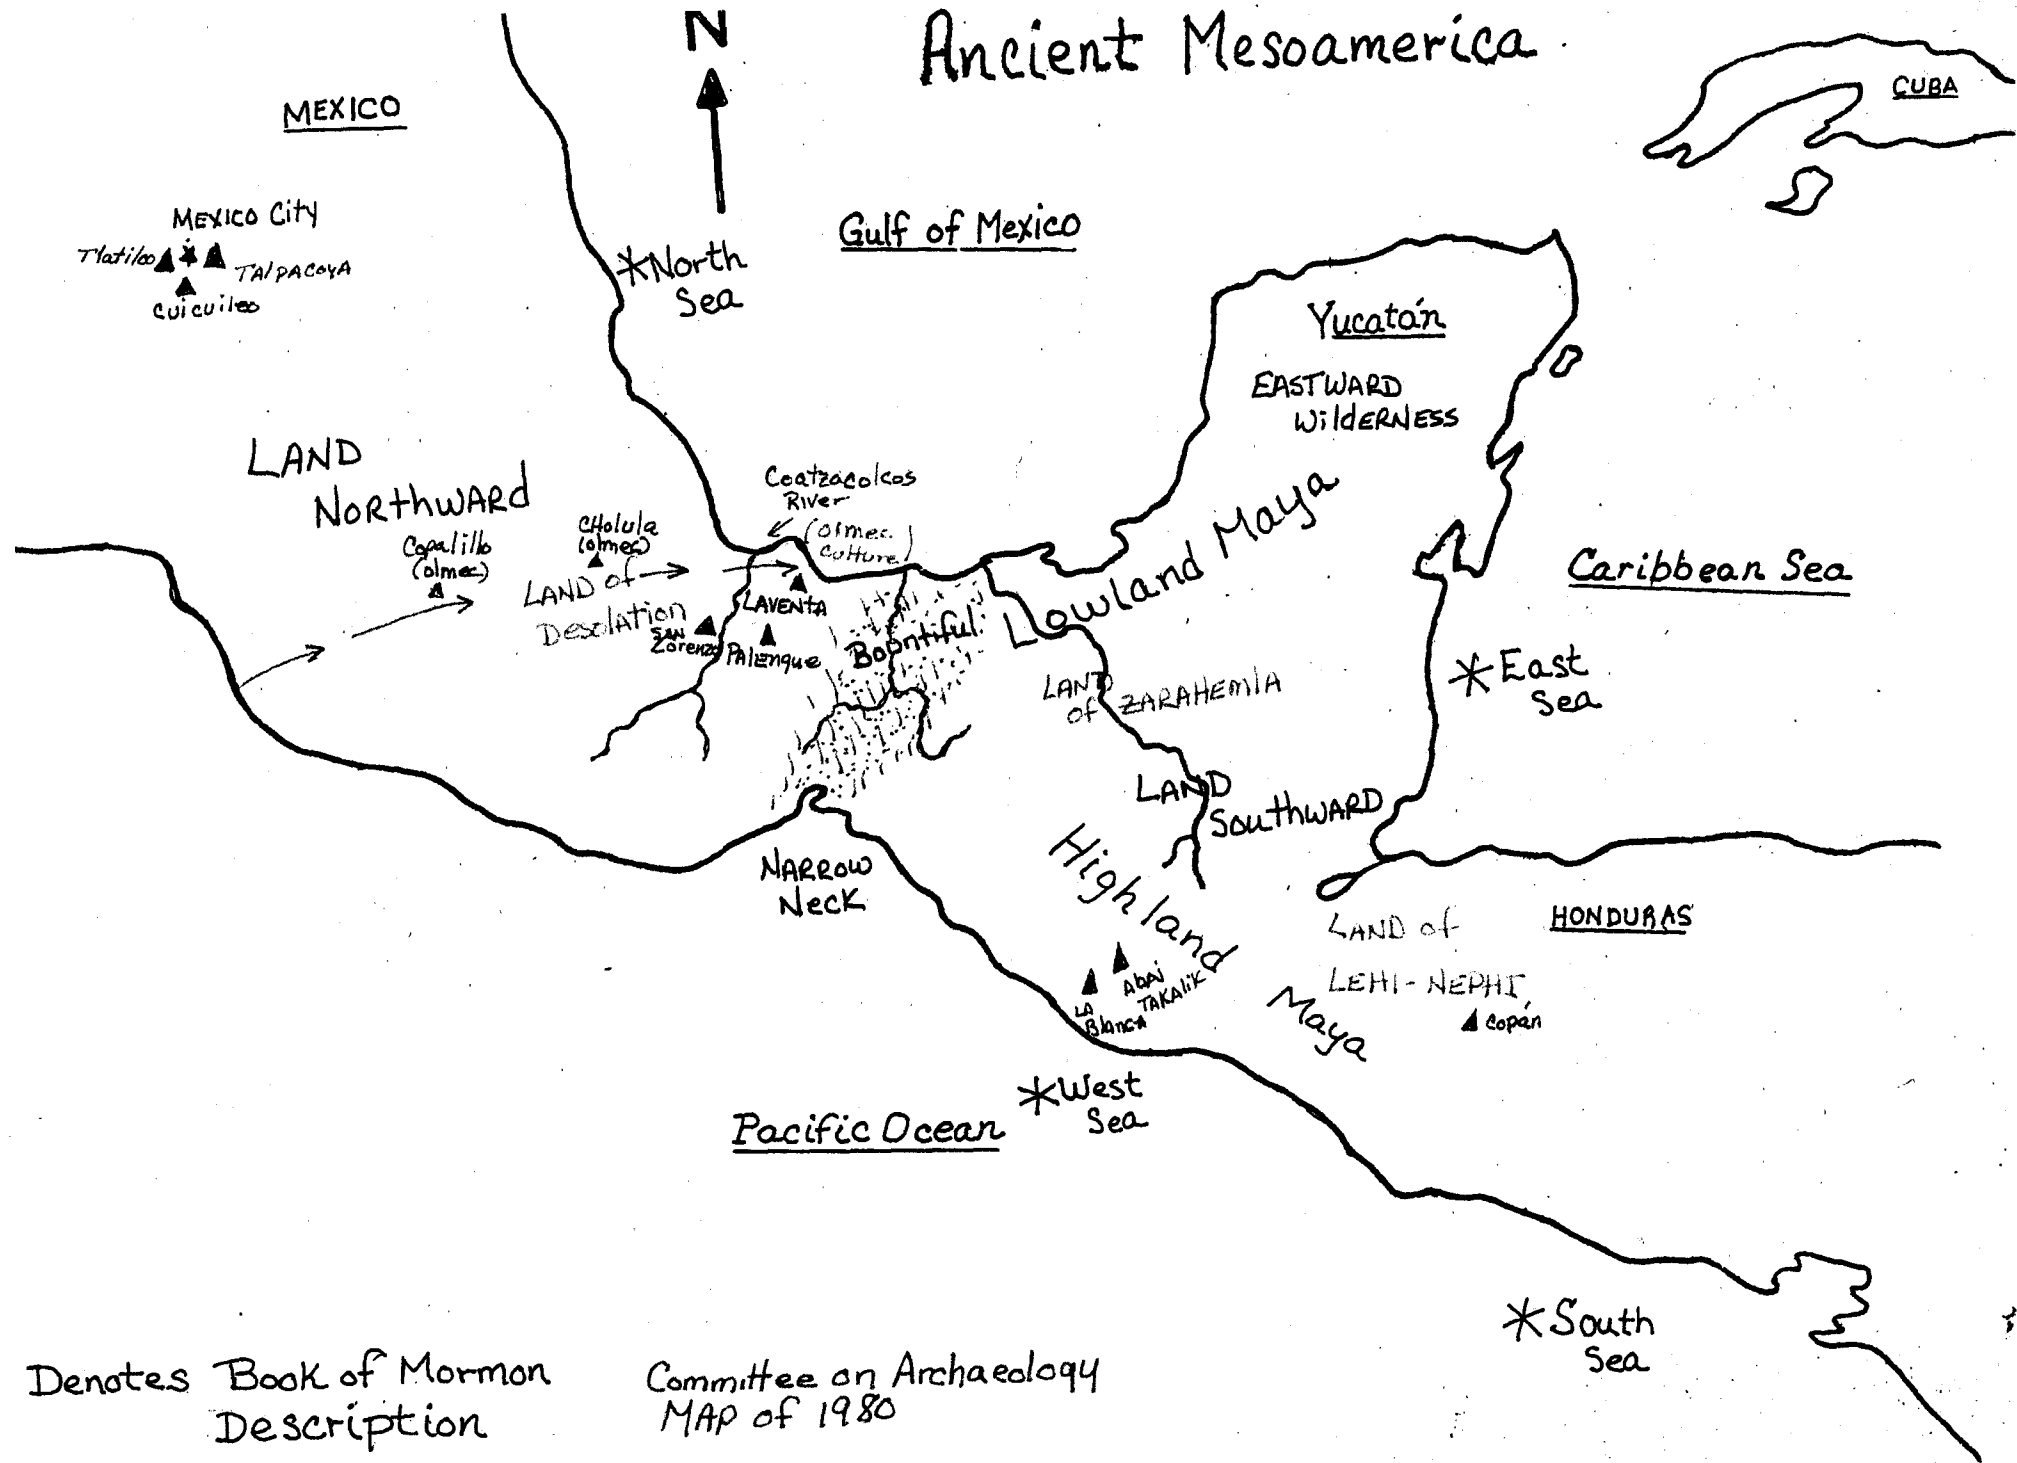 N
Ancient Mesoamerica
MEXICO
CUBA
MEXICO City
Tlatilco
TAlPACOYA
Cuicuilco
Gulf of Mexico
*North
Sea
Yucatán
EASTWARD
WildERNESS
LAND
NORthWARd
Copalillo
(olmec)
CHolula
(olmec)
Coatzacolcos
River
(olmec
culture)
LAND of
Desolation
LAVENtA
SAN
Lorenzo
PAlEnque
Bountiful
Lowland Maya
Caribbean Sea
LAND
of ZARAHEMlA
*East
Sea
LAND
SouthWARD
NARROW
NecK
Highland
Maya
LAND of
LEHI-NEPHI,
HONDURAS
Copán
LA
BlancA
AbAj
TAKAliK
*West
Sea
Pacific Ocean
*South
Sea
Denotes Book of Mormon
Description
Committee on Archaeology
MAP of 1980